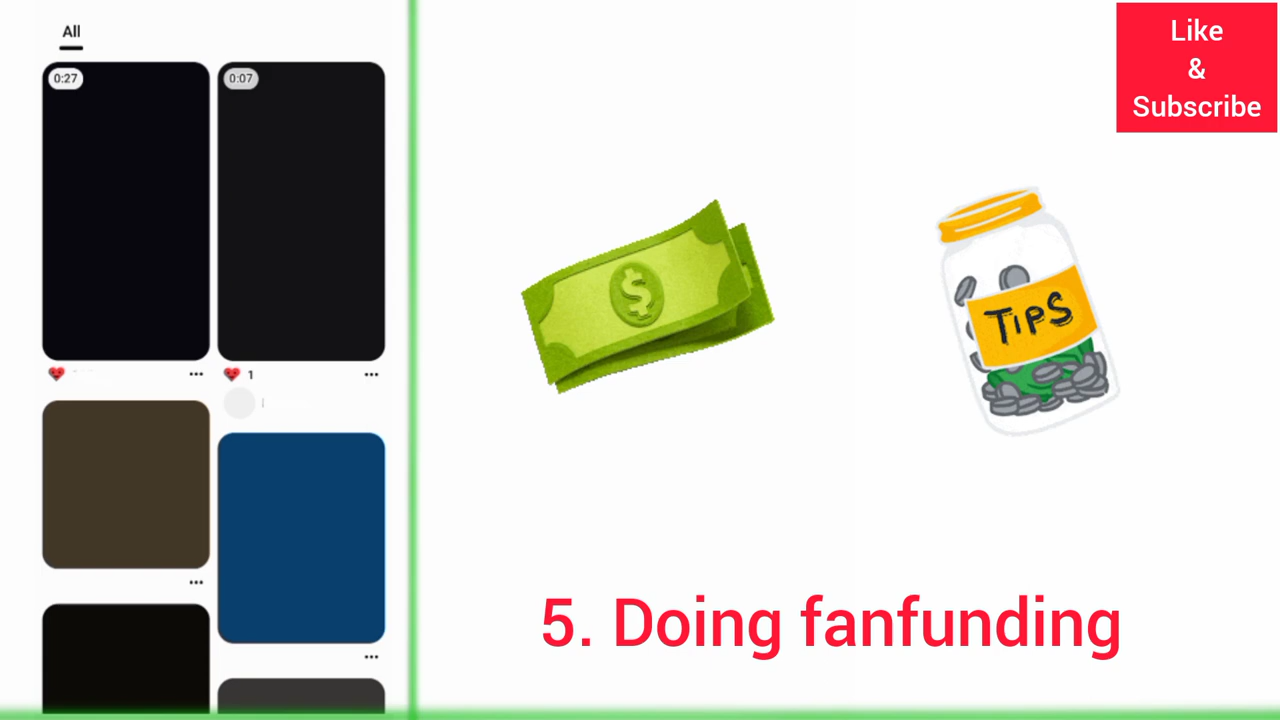 All
0:27
0:07
1
Like
&
Subscribe
TIPS
5. Doing fanfunding